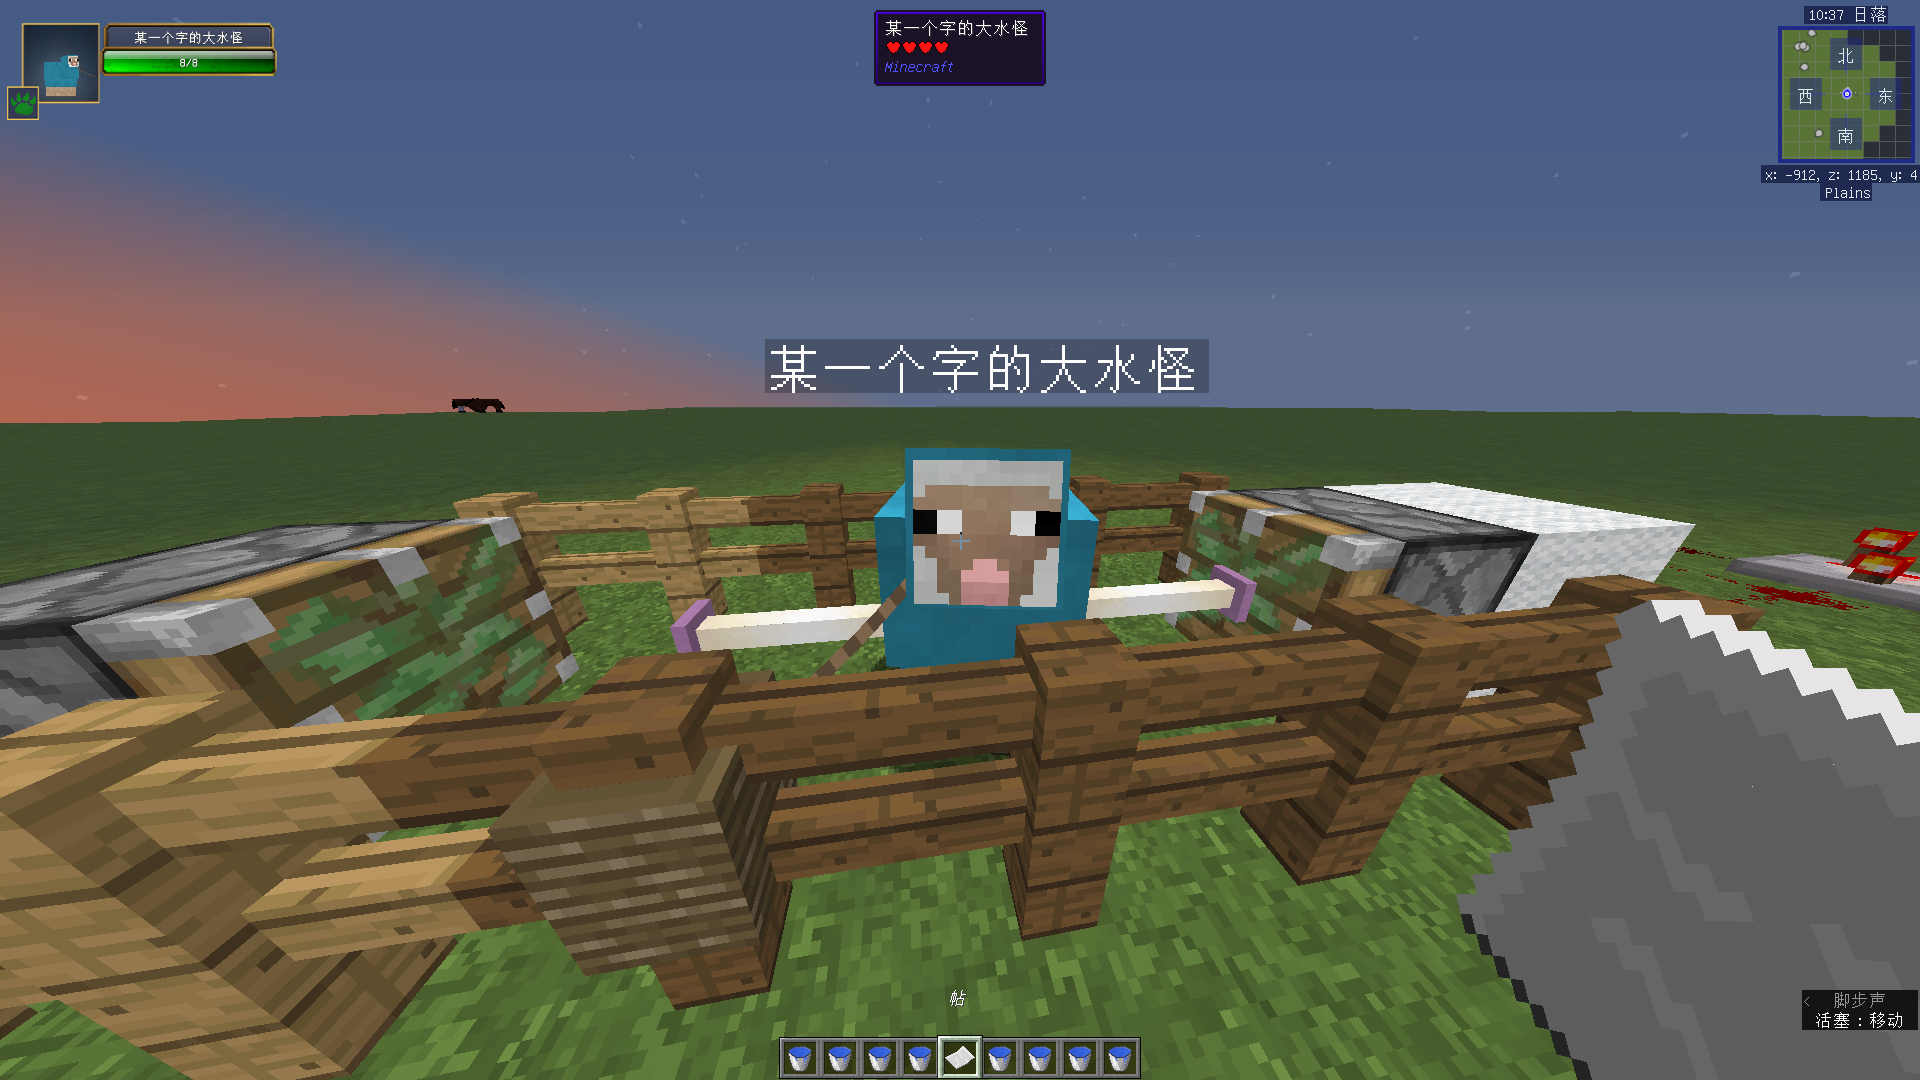 某一个字的大水怪
8/8
某一个字的大水怪
Minecraft
10:37 日落
北
西
东
南
x: -912, z: 1185, y: 4
Plains
某一个字的大水怪
帖
< 脚步声
活塞：移动